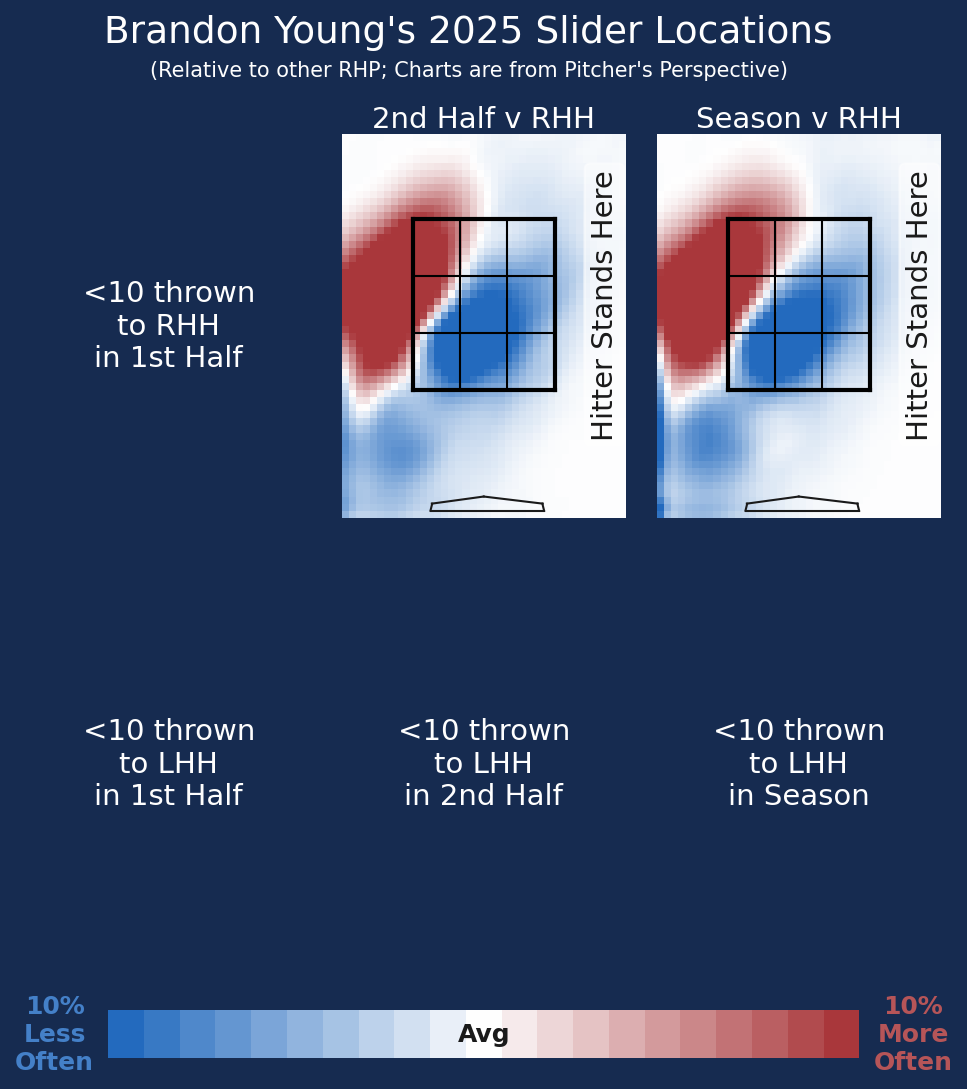 Brandon Young's 2025 Slider Locations
(Relative to other RHP; Charts are from Pitcher's Perspective)
2nd Half v RHH
Season v RHH
<10 thrown
to RHH
in 1st Half
Hitter Stands Here
Hitter Stands Here
<10 thrown
to LHH
in 1st Half
<10 thrown
to LHH
in 2nd Half
<10 thrown
to LHH
in Season
10%
Less
Often
Avg
10%
More
Often